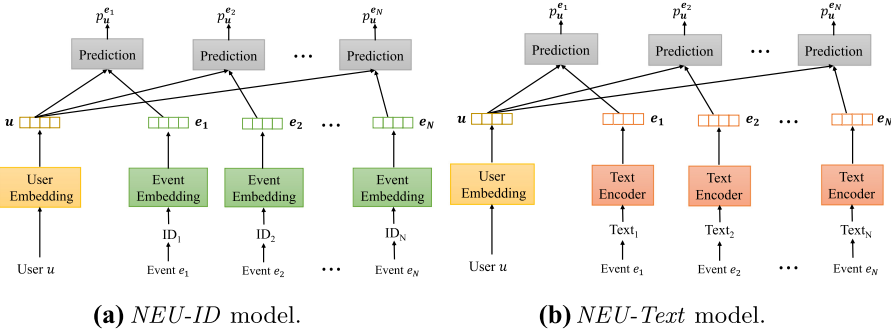 p_u^{e_1} p_u^{e_2} p_u^{e_N}
Prediction Prediction ... Prediction
u e_1 e_2 ... e_N
User Embedding Event Embedding Event Embedding Event Embedding
ID_1 ID_2 ID_N
User u Event e_1 Event e_2 ... Event e_N
(a) NEU-ID model.
p_u^{e_1} p_u^{e_2} p_u^{e_N}
Prediction Prediction ... Prediction
u e_1 e_2 ... e_N
User Embedding Text Encoder Text Encoder Text Encoder
Text_1 Text_2 Text_N
User u Event e_1 Event e_2 ... Event e_N
(b) NEU-Text model.